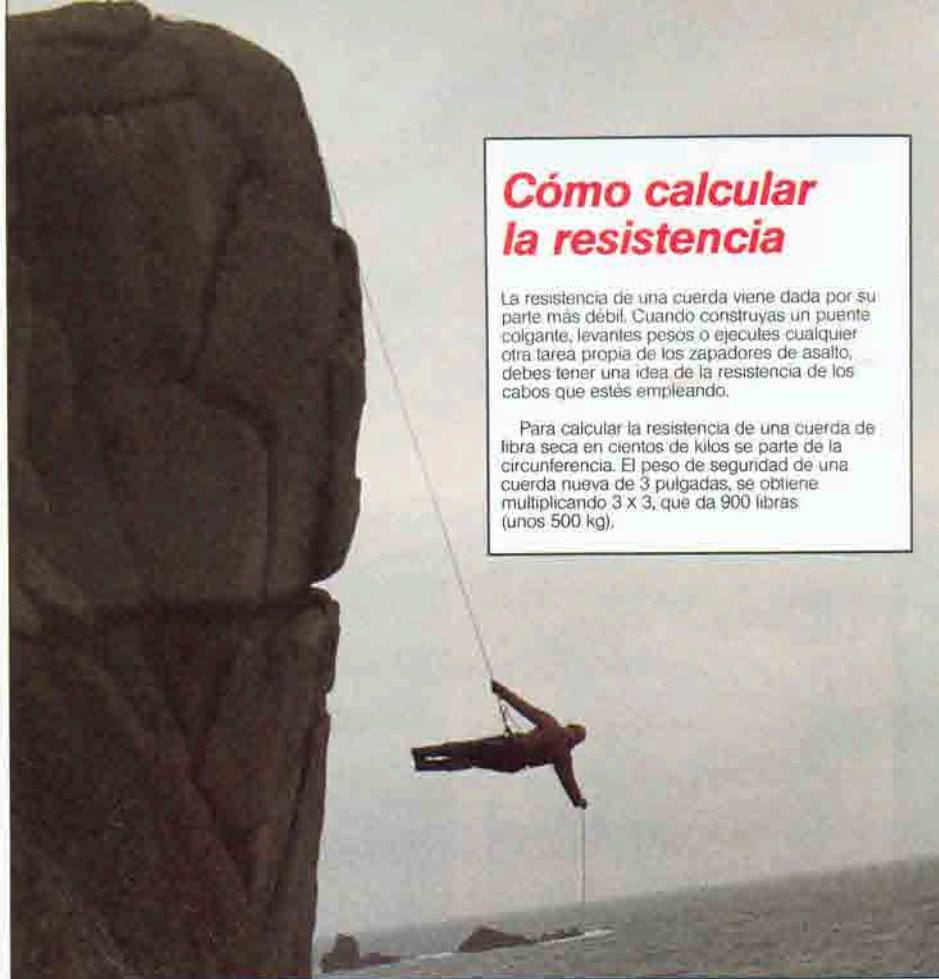 Cómo calcular
la resistencia
La resistencia de una cuerda viene dada por su
parte más débil. Cuando construyas un puente
colgante, levantes pesos o ejecutes cualquier
otra tarea propia de los zapadores de asalto,
debes tener una idea de la resistencia de los
cabos que estés empleando.
Para calcular la resistencia de una cuerda de
fibra seca en cientos de kilos se parte de la
circunferencia. El peso de seguridad de una
cuerda nueva de 3 pulgadas, se obtiene
multiplicando 3 x 3, que da 900 libras
(unos 500 kg).